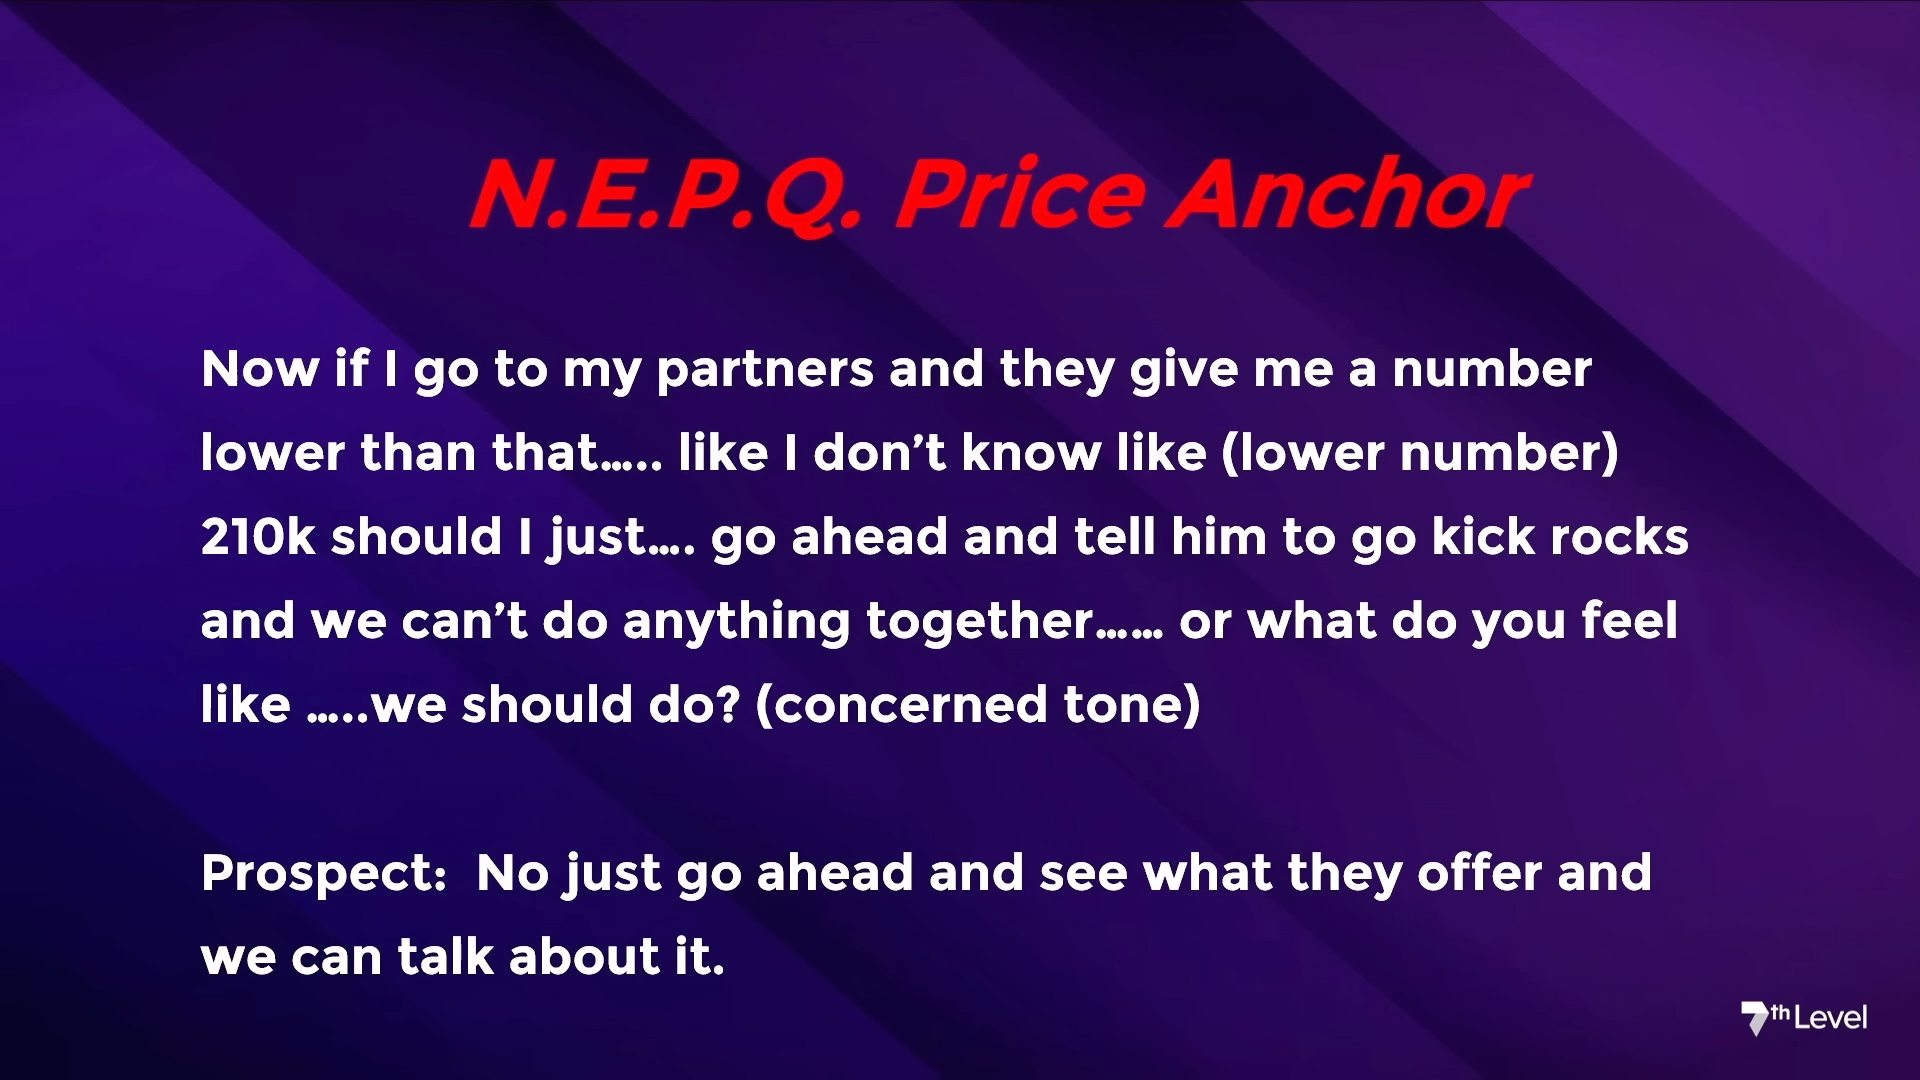 N.E.P.Q. Price Anchor
Now if I go to my partners and they give me a number
lower than that….. like I don’t know like (lower number)
210k should I just…. go ahead and tell him to go kick rocks
and we can’t do anything together…… or what do you feel
like …..we should do? (concerned tone)
Prospect:  No just go ahead and see what they offer and
we can talk about it.
7th Level